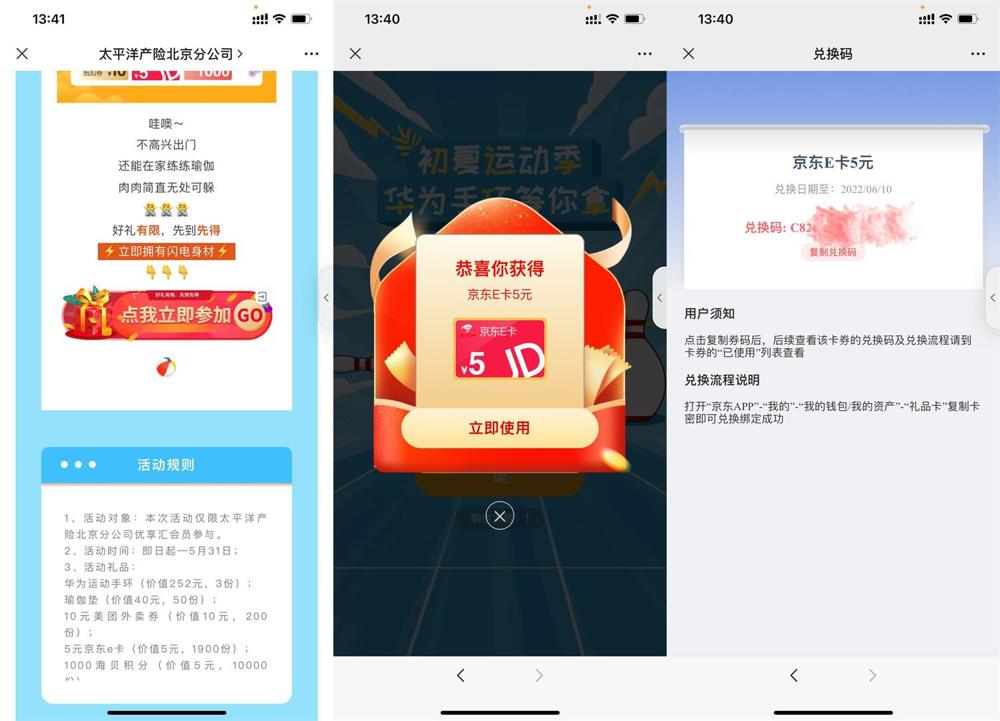 13:41
太平洋产险北京分公司
抵扣券 ¥10
¥5
1000
哇噢～
不高兴出门
还能在家练练瑜伽
肉肉简直无处可躲
好礼有限，先到先得
⚡立即拥有闪电身材⚡
好礼有限，先到先得
点我立即参加 GO
活动规则
1、活动对象：本次活动仅限太平洋产
险北京分公司优享汇会员参与。
2、活动时间：即日起—5月31日；
3、活动礼品：
华为运动手环（价值252元，3份）；
瑜伽垫（价值40元，50份）；
10元美团外卖券（价值10元，200
份）；
5元京东e卡（价值5元，1900份）；
1000海贝积分（价值5元，10000
13:40
初夏运动季
华为手环等你拿
恭喜你获得
京东E卡5元
京东E卡
¥5 JD
立即使用
1
13:40
兑换码
京东E卡5元
兑换日期至：2022/06/10
兑换码: C82
复制兑换码
用户须知
点击复制券码后，后续查看该卡券的兑换码及兑换流程请到
卡券的“已使用”列表查看
兑换流程说明
打开“京东APP”-“我的”-“我的钱包/我的资产”-“礼品卡”复制卡
密即可兑换绑定成功